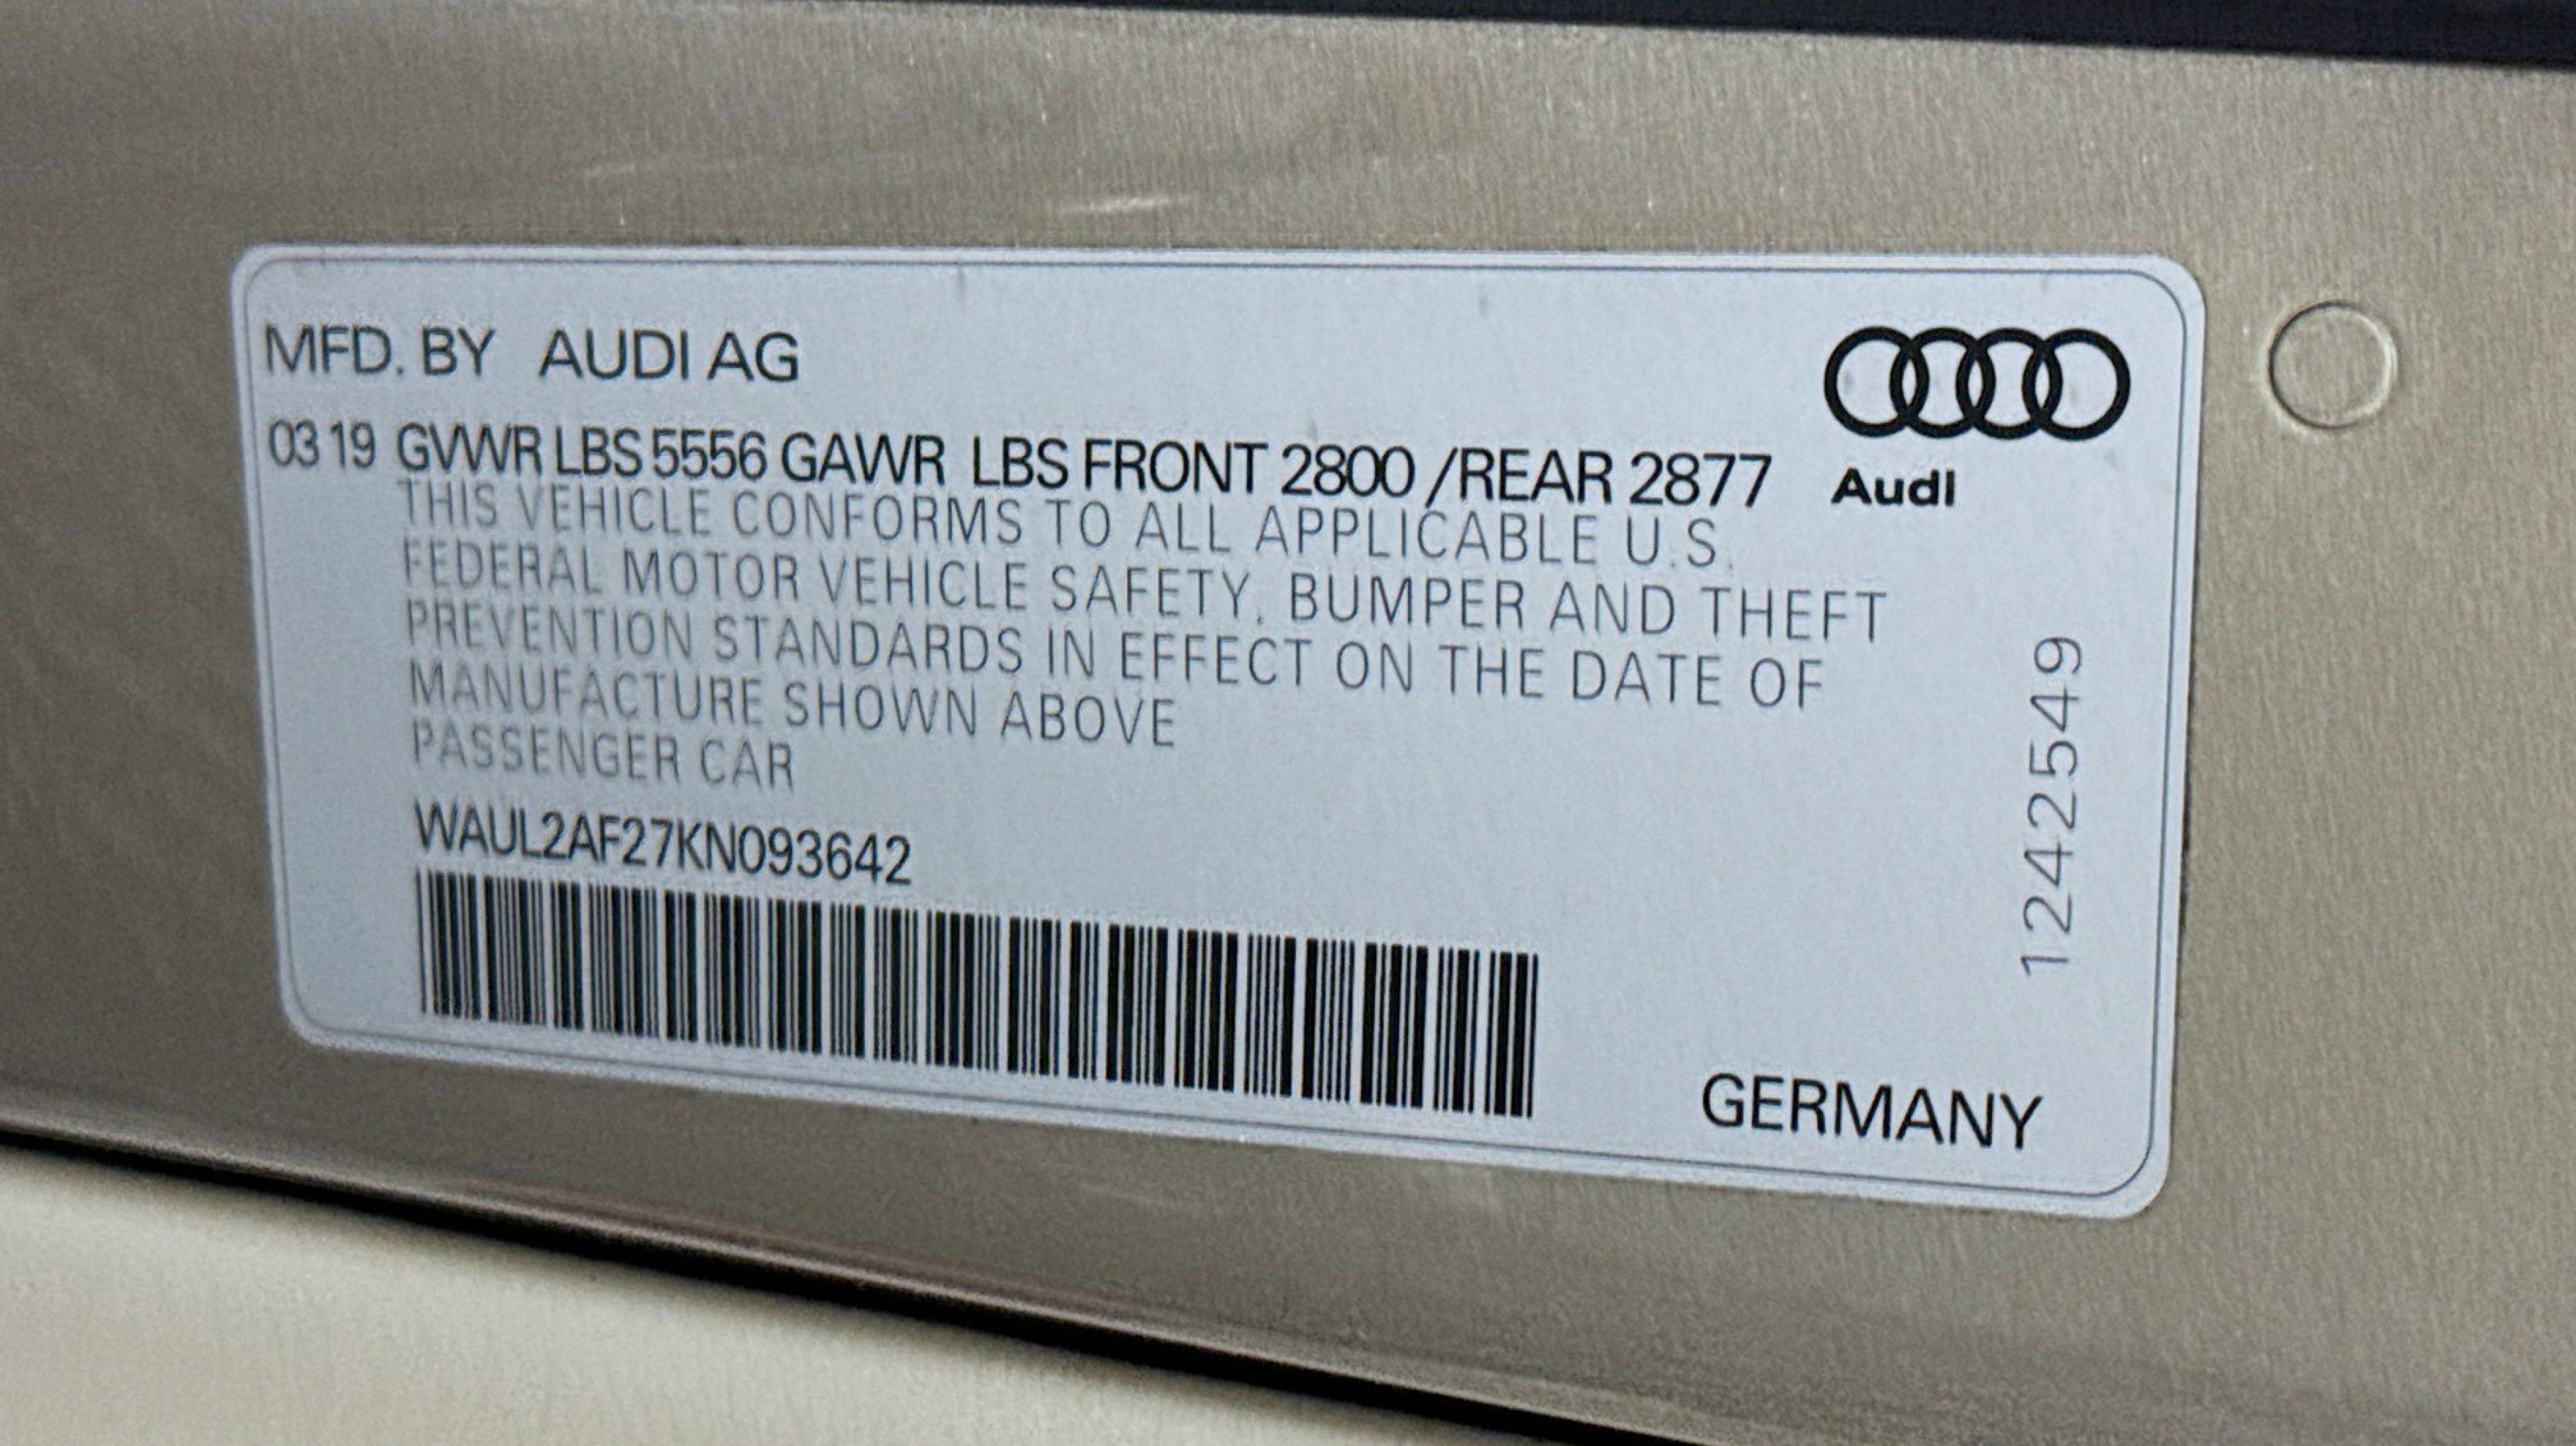 MFD. BY AUDI AG
03 19 GVWR LBS 5556 GAWR LBS FRONT 2800 /REAR 2877
Audi
THIS VEHICLE CONFORMS TO ALL APPLICABLE U.S.
FEDERAL MOTOR VEHICLE SAFETY, BUMPER AND THEFT
PREVENTION STANDARDS IN EFFECT ON THE DATE OF
MANUFACTURE SHOWN ABOVE
PASSENGER CAR
WAUL2AF27KN093642
1242549
GERMANY